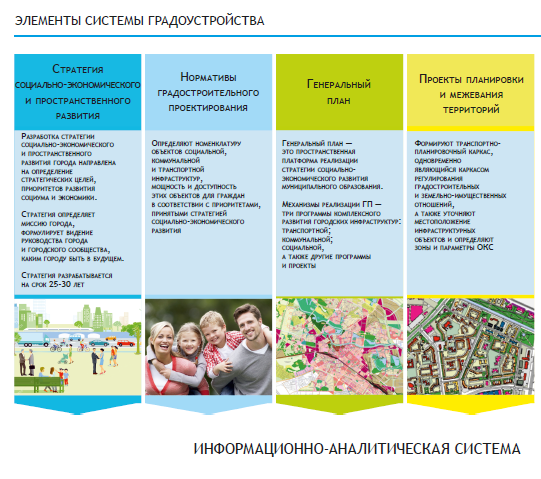 ЭЛЕМЕНТЫ СИСТЕМЫ ГРАДОУСТРОЙСТВА
СТРАТЕГИЯ
СОЦИАЛЬНО-ЭКОНОМИЧЕСКОГО
И ПРОСТРАНСТВЕННОГО
РАЗВИТИЯ
РАЗРАБОТКА СТРАТЕГИИ
СОЦИАЛЬНО-ЭКОНОМИЧЕСКОГО
И ПРОСТРАНСТВЕННОГО
РАЗВИТИЯ ГОРОДА НАПРАВЛЕНА
НА ОПРЕДЕЛЕНИЕ
СТРАТЕГИЧЕСКИХ ЦЕЛЕЙ,
ПРИОРИТЕТОВ РАЗВИТИЯ
СОЦИУМА И ЭКОНОМИКИ.
СТРАТЕГИЯ ОПРЕДЕЛЯЕТ
МИССИЮ ГОРОДА,
ФОРМУЛИРУЕТ ВИДЕНИЕ
РУКОВОДСТВА ГОРОДА
И ГОРОДСКОГО СООБЩЕСТВА,
КАКИМ ГОРОДУ БЫТЬ В БУДУЩЕМ.
СТРАТЕГИЯ РАЗРАБАТЫВАЕТСЯ
НА СРОК 25-30 ЛЕТ
НОРМАТИВЫ
ГРАДОСТРОИТЕЛЬНОГО
ПРОЕКТИРОВАНИЯ
ОПРЕДЕЛЯЮТ НОМЕНКЛАТУРУ
ОБЪЕКТОВ СОЦИАЛЬНОЙ,
КОММУНАЛЬНОЙ
И ТРАНСПОРТНОЙ
ИНФРАСТРУКТУР,
МОЩНОСТЬ И ДОСТУПНОСТЬ
ЭТИХ ОБЪЕКТОВ ДЛЯ ГРАЖДАН
В СООТВЕТСТВИИ С ПРИОРИТЕТАМИ,
ПРИНЯТЫМИ СТРАТЕГИЕЙ
СОЦИАЛЬНО-ЭКОНОМИЧЕСКОГО
РАЗВИТИЯ
ГЕНЕРАЛЬНЫЙ
ПЛАН
ГЕНЕРАЛЬНЫЙ ПЛАН —
ЭТО ПРОСТРАНСТВЕННАЯ
ПЛАТФОРМА РЕАЛИЗАЦИИ
СТРАТЕГИИ СОЦИАЛЬНО-
ЭКОНОМИЧЕСКОГО РАЗВИТИЯ
МУНИЦИПАЛЬНОГО ОБРАЗОВАНИЯ.
МЕХАНИЗМЫ РЕАЛИЗАЦИИ ГП —
ТРИ ПРОГРАММЫ КОМПЛЕКСНОГО
РАЗВИТИЯ ГОРОДСКИХ ИНФРАСТРУКТУР:
ТРАНСПОРТНОЙ;
КОММУНАЛЬНОЙ;
СОЦИАЛЬНОЙ,
А ТАКЖЕ ДРУГИЕ ПРОГРАММЫ
И ПРОЕКТЫ
ПРОЕКТЫ ПЛАНИРОВКИ
И МЕЖЕВАНИЯ
ТЕРРИТОРИЙ
ФОРМИРУЮТ ТРАНСПОРТНО-
ПЛАНИРОВОЧНЫЙ КАРКАС,
ОДНОВРЕМЕННО
ЯВЛЯЮЩИЙСЯ КАРКАСОМ
РЕГУЛИРОВАНИЯ
ГРАДОСТРОИТЕЛЬНЫХ
И ЗЕМЕЛЬНО-ИМУЩЕСТВЕННЫХ
ОТНОШЕНИЙ,
А ТАКЖЕ УТОЧНЯЮТ
МЕСТОПОЛОЖЕНИЕ
ИНФРАСТРУКТУРНЫХ
ОБЪЕКТОВ И ОПРЕДЕЛЯЮТ
ЗОНЫ И ПАРАМЕТРЫ ОКС
ИНФОРМАЦИОННО-АНАЛИТИЧЕСКАЯ СИСТЕМА